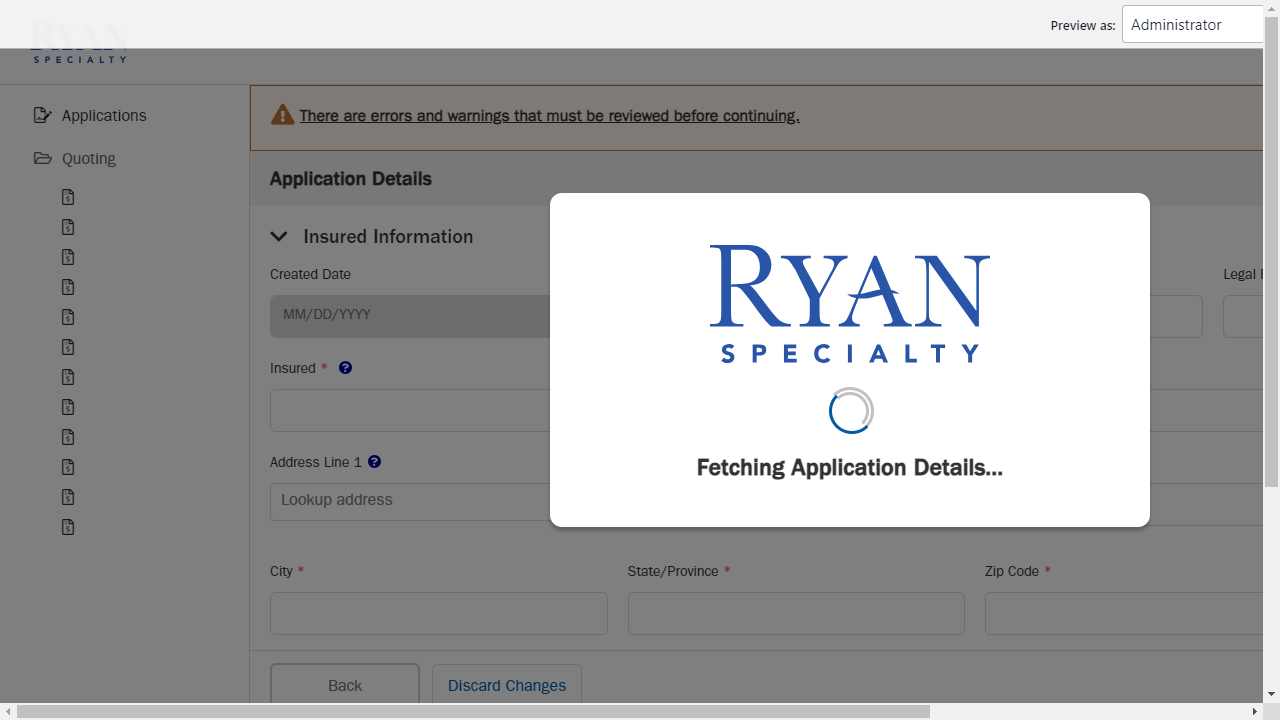 Preview as: Administrator
RYAN
SPECIALTY
Applications
Quoting
There are errors and warnings that must be reviewed before continuing.
Application Details
Insured Information
Created Date
Legal E
MM/DD/YYYY
Insured *
Address Line 1
Lookup address
City *
State/Province *
Zip Code *
Back
Discard Changes
RYAN
SPECIALTY
Fetching Application Details...